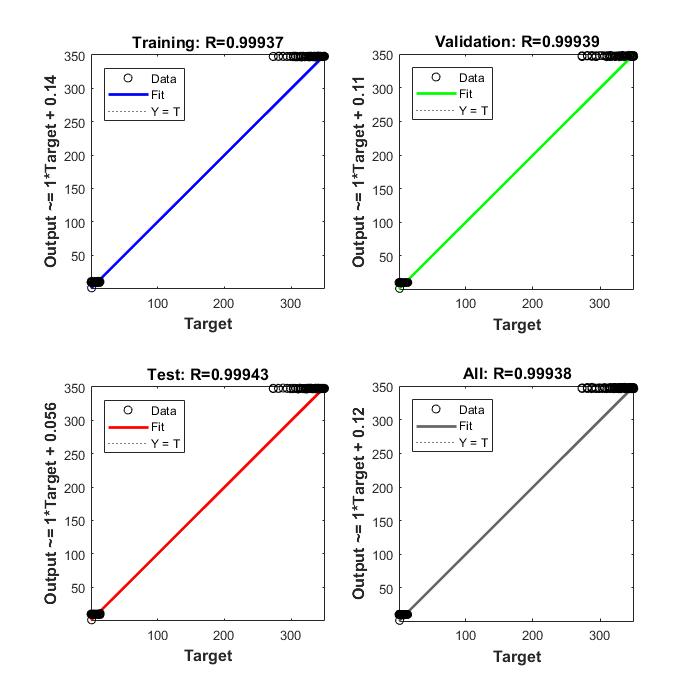 Training: R=0.99937
Output ~= 1*Target + 0.14
350
300
250
200
150
100
50
Data
Fit
Y = T
100
200
300
Target
Validation: R=0.99939
Output ~= 1*Target + 0.11
350
300
250
200
150
100
50
Data
Fit
Y = T
100
200
300
Target
Test: R=0.99943
Output ~= 1*Target + 0.056
350
300
250
200
150
100
50
Data
Fit
Y = T
100
200
300
Target
All: R=0.99938
Output ~= 1*Target + 0.12
350
300
250
200
150
100
50
Data
Fit
Y = T
100
200
300
Target